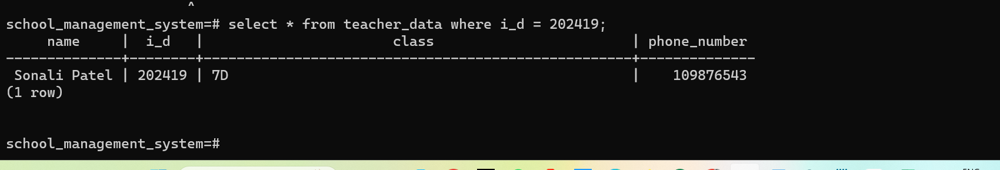 ^
school_management_system=# select * from teacher_data where i_d = 202419;
     name     |  i_d   |                       class                        | phone_number
--------------+--------+----------------------------------------------------+--------------
 Sonali Patel | 202419 | 7D                                                 |    109876543
(1 row)
school_management_system=#